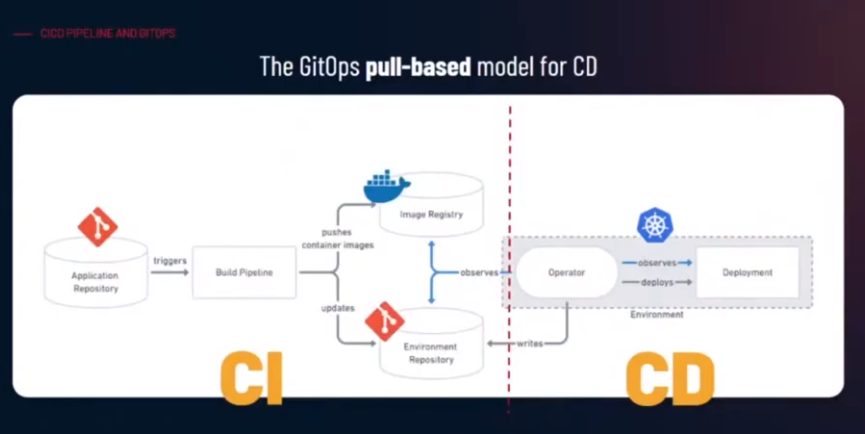 CICD PIPELINE AND GITOPS
The GitOps pull-based model for CD
Image Registry
pushes
container images
triggers
Application
Repository
Build Pipeline
observes
Operator
observes
deploys
Deployment
updates
Environment
Environment
Repository
writes
CI
CD